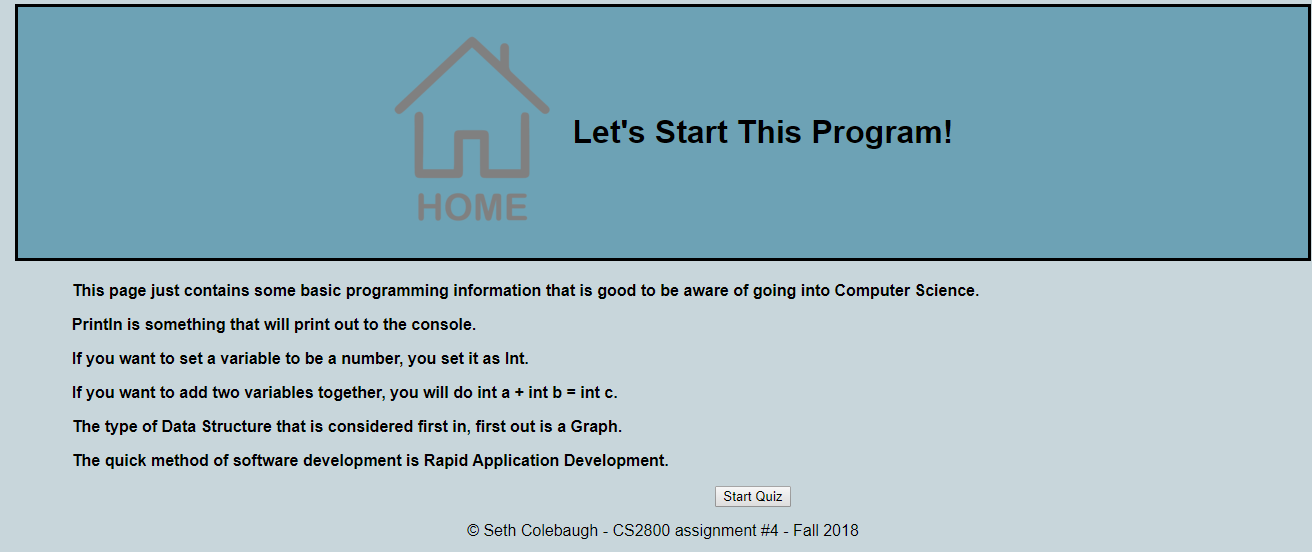 HOME
Let's Start This Program!
This page just contains some basic programming information that is good to be aware of going into Computer Science.
Println is something that will print out to the console.
If you want to set a variable to be a number, you set it as Int.
If you want to add two variables together, you will do int a + int b = int c.
The type of Data Structure that is considered first in, first out is a Graph.
The quick method of software development is Rapid Application Development.
Start Quiz
© Seth Colebaugh - CS2800 assignment #4 - Fall 2018